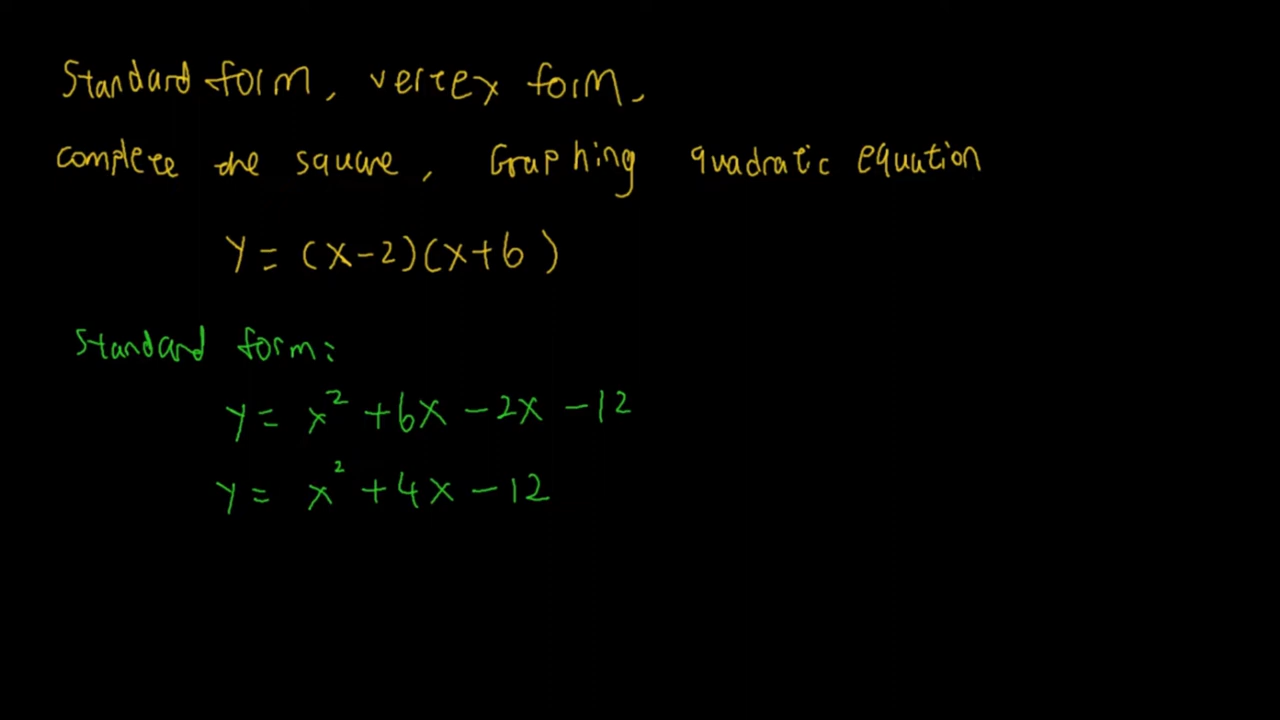 Standard form, vertex form,
complete the square, Graphing quadratic equation
y = (x-2)(x+6)
Standard form:
y = x² +6x -2x -12
y = x² +4x -12